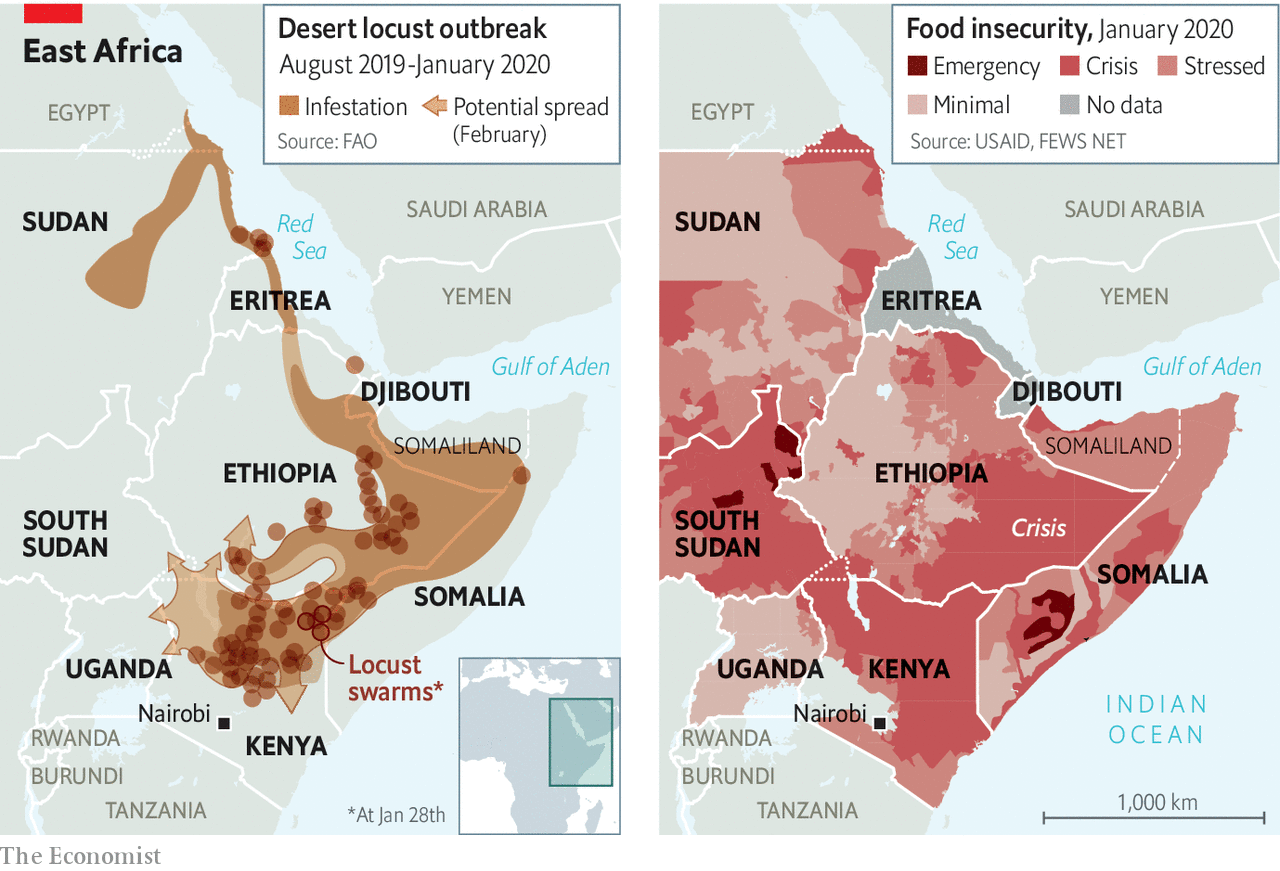 East Africa
Desert locust outbreak
August 2019-January 2020
Infestation
Potential spread
(February)
Source: FAO
EGYPT
SUDAN
Red
Sea
SAUDI ARABIA
ERITREA
YEMEN
Gulf of Aden
DJIBOUTI
SOMALILAND
ETHIOPIA
SOUTH
SUDAN
SOMALIA
UGANDA
Locust
swarms*
Nairobi
RWANDA
KENYA
BURUNDI
TANZANIA
*At Jan 28th
Food insecurity, January 2020
Emergency
Crisis
Stressed
Minimal
No data
Source: USAID, FEWS NET
EGYPT
SUDAN
Red
Sea
SAUDI ARABIA
ERITREA
YEMEN
Gulf of Aden
DJIBOUTI
SOMALILAND
ETHIOPIA
SOUTH
SUDAN
Crisis
SOMALIA
UGANDA
KENYA
Nairobi
INDIAN
OCEAN
RWANDA
BURUNDI
TANZANIA
1,000 km
The Economist